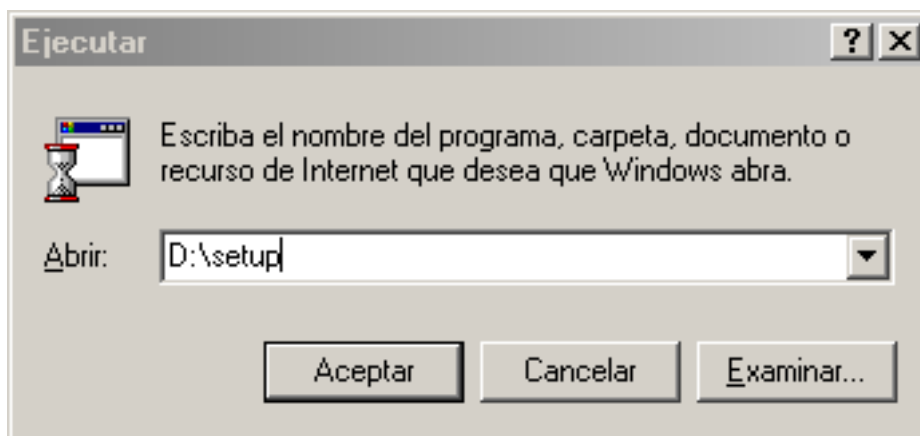 Ejecutar
Escriba el nombre del programa, carpeta, documento o
recurso de Internet que desea que Windows abra.
Abrir: D:\setup
Aceptar Cancelar Examinar...